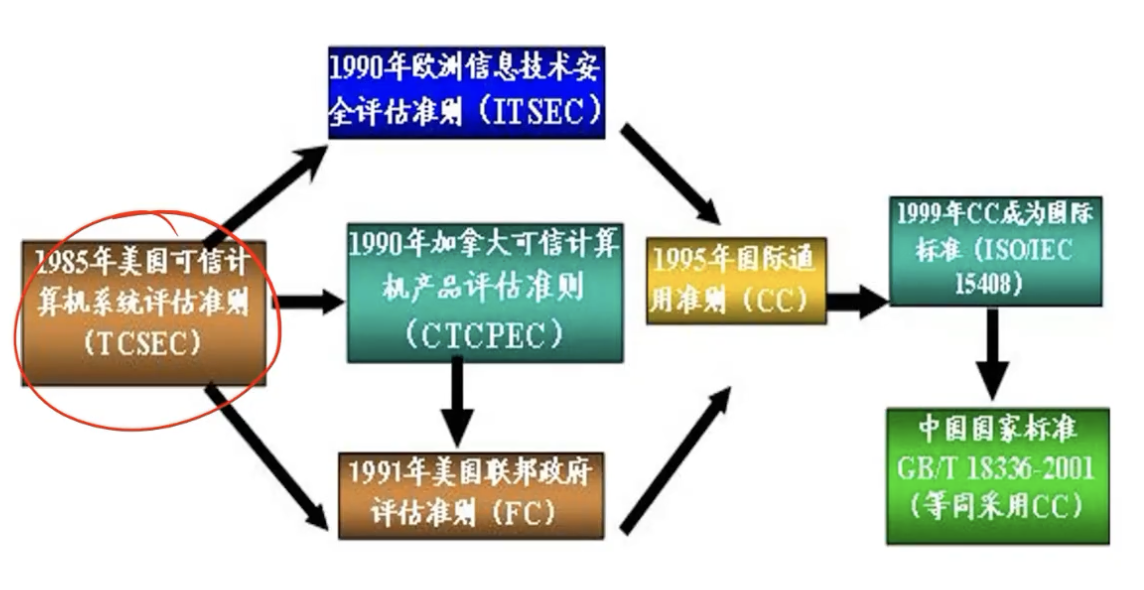 1990年欧洲信息技术安
全评估准则（ITSEC）
1985年美国可信计
算机系统评估准则
（TCSEC）
1990年加拿大可信计算
机产品评估准则
（CTCPEC）
1991年美国联邦政府
评估准则（FC）
1995年国际通
用准则（CC）
1999年CC成为国际
标准（ISO/IEC
15408）
中国国家标准
GB/T 18336-2001
（等同采用CC）